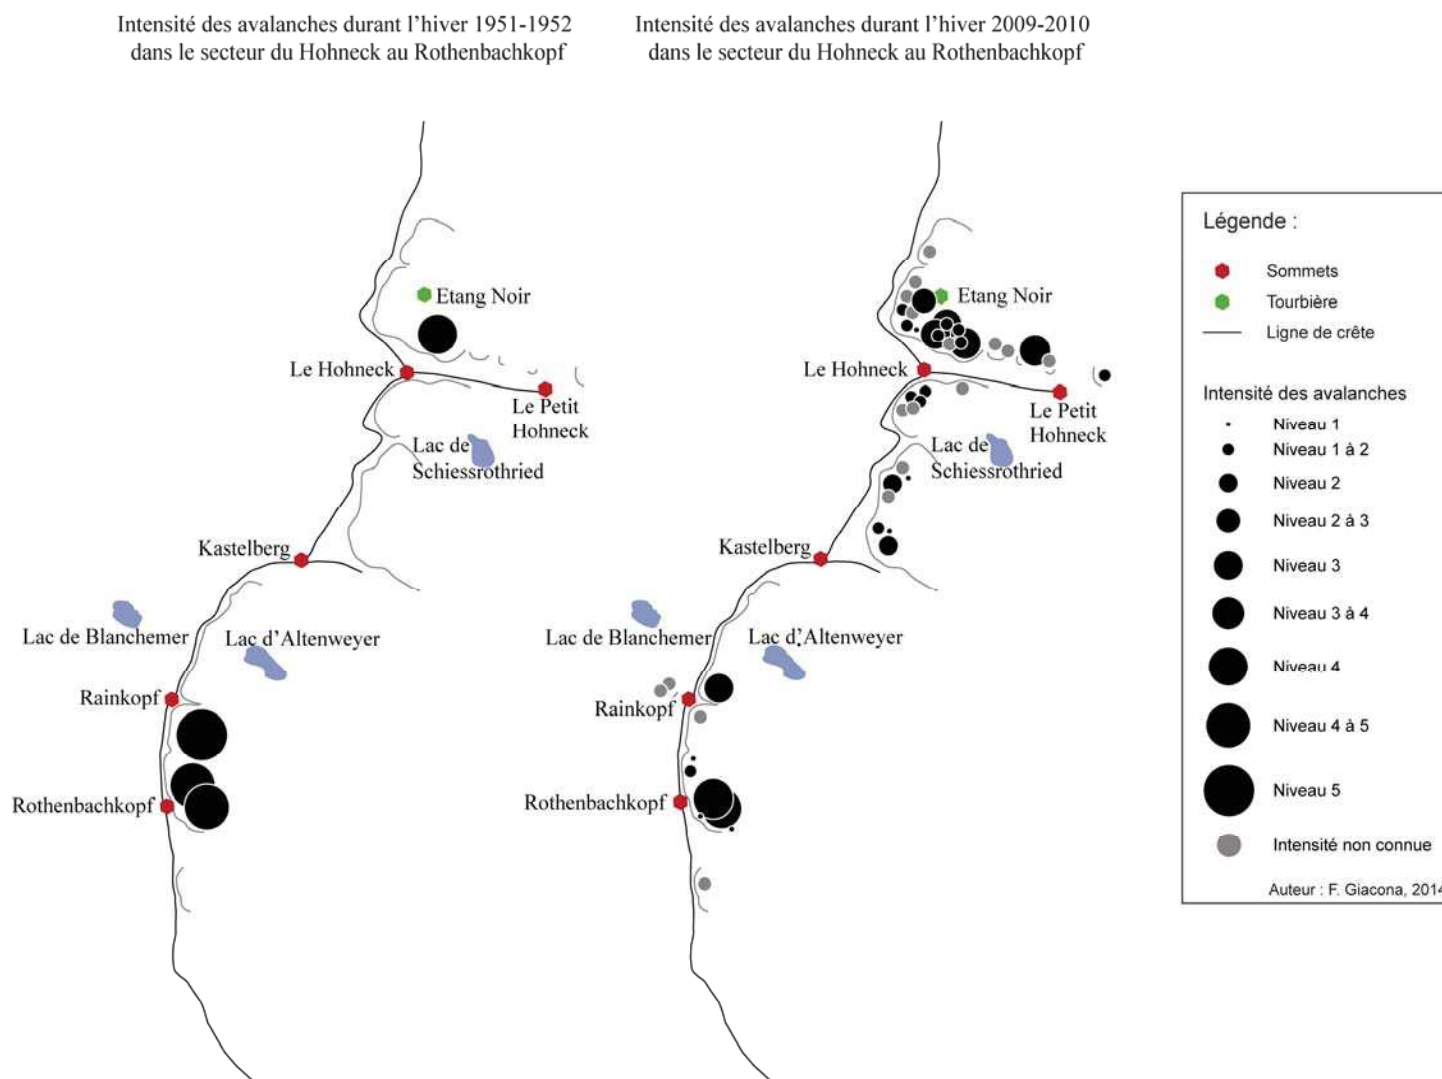 Intensité des avalanches durant l'hiver 1951-1952
dans le secteur du Hohneck au Rothenbachkopf
Etang Noir
Le Hohneck
Le Petit
Hohneck
Lac de
Schiessrothried
Kastelberg
Lac de Blanchemer
Lac d'Altenweyer
Rainkopf
Rothenbachkopf
Intensité des avalanches durant l'hiver 2009-2010
dans le secteur du Hohneck au Rothenbachkopf
Etang Noir
Le Hohneck
Le Petit
Hohneck
Lac de
Schiessrothried
Kastelberg
Lac de Blanchemer
Lac d'Altenweyer
Rainkopf
Rothenbachkopf
Légende :
Sommets
Tourbière
Ligne de crête
Intensité des avalanches
Niveau 1
Niveau 1 à 2
Niveau 2
Niveau 2 à 3
Niveau 3
Niveau 3 à 4
Niveau 4
Niveau 4 à 5
Niveau 5
Intensité non connue
Auteur : F. Giacona, 2014